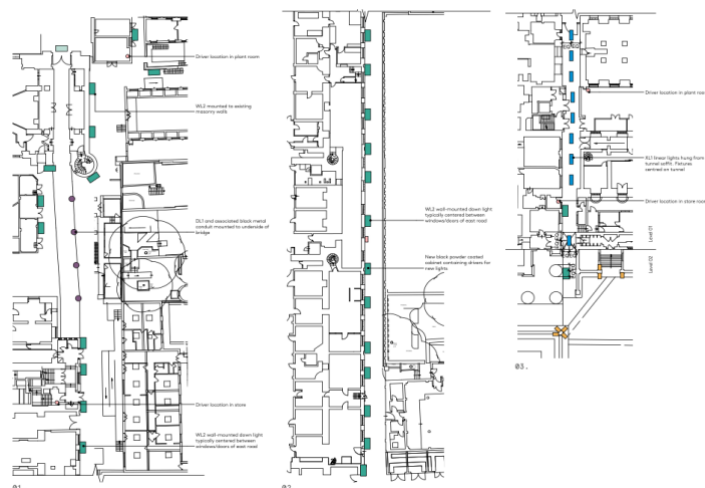 Driver location in plant room
WL2 mounted to existing
masonry walls
DL1 and associated black metal
conduit mounted to underside of
bridge
Driver location in store
WL2 wall-mounted down light
typically centered between
windows/doors of east road
01.
WL2 wall-mounted down light
typically centered between
windows/doors of east road
New black powder coated
cabinet containing drivers for
new lights
02.
Driver location in plant room
XL1 linear lights hung from
tunnel soffit. Fixtures
centred on tunnel
Driver location in store room
Level 01
Level 02
03.